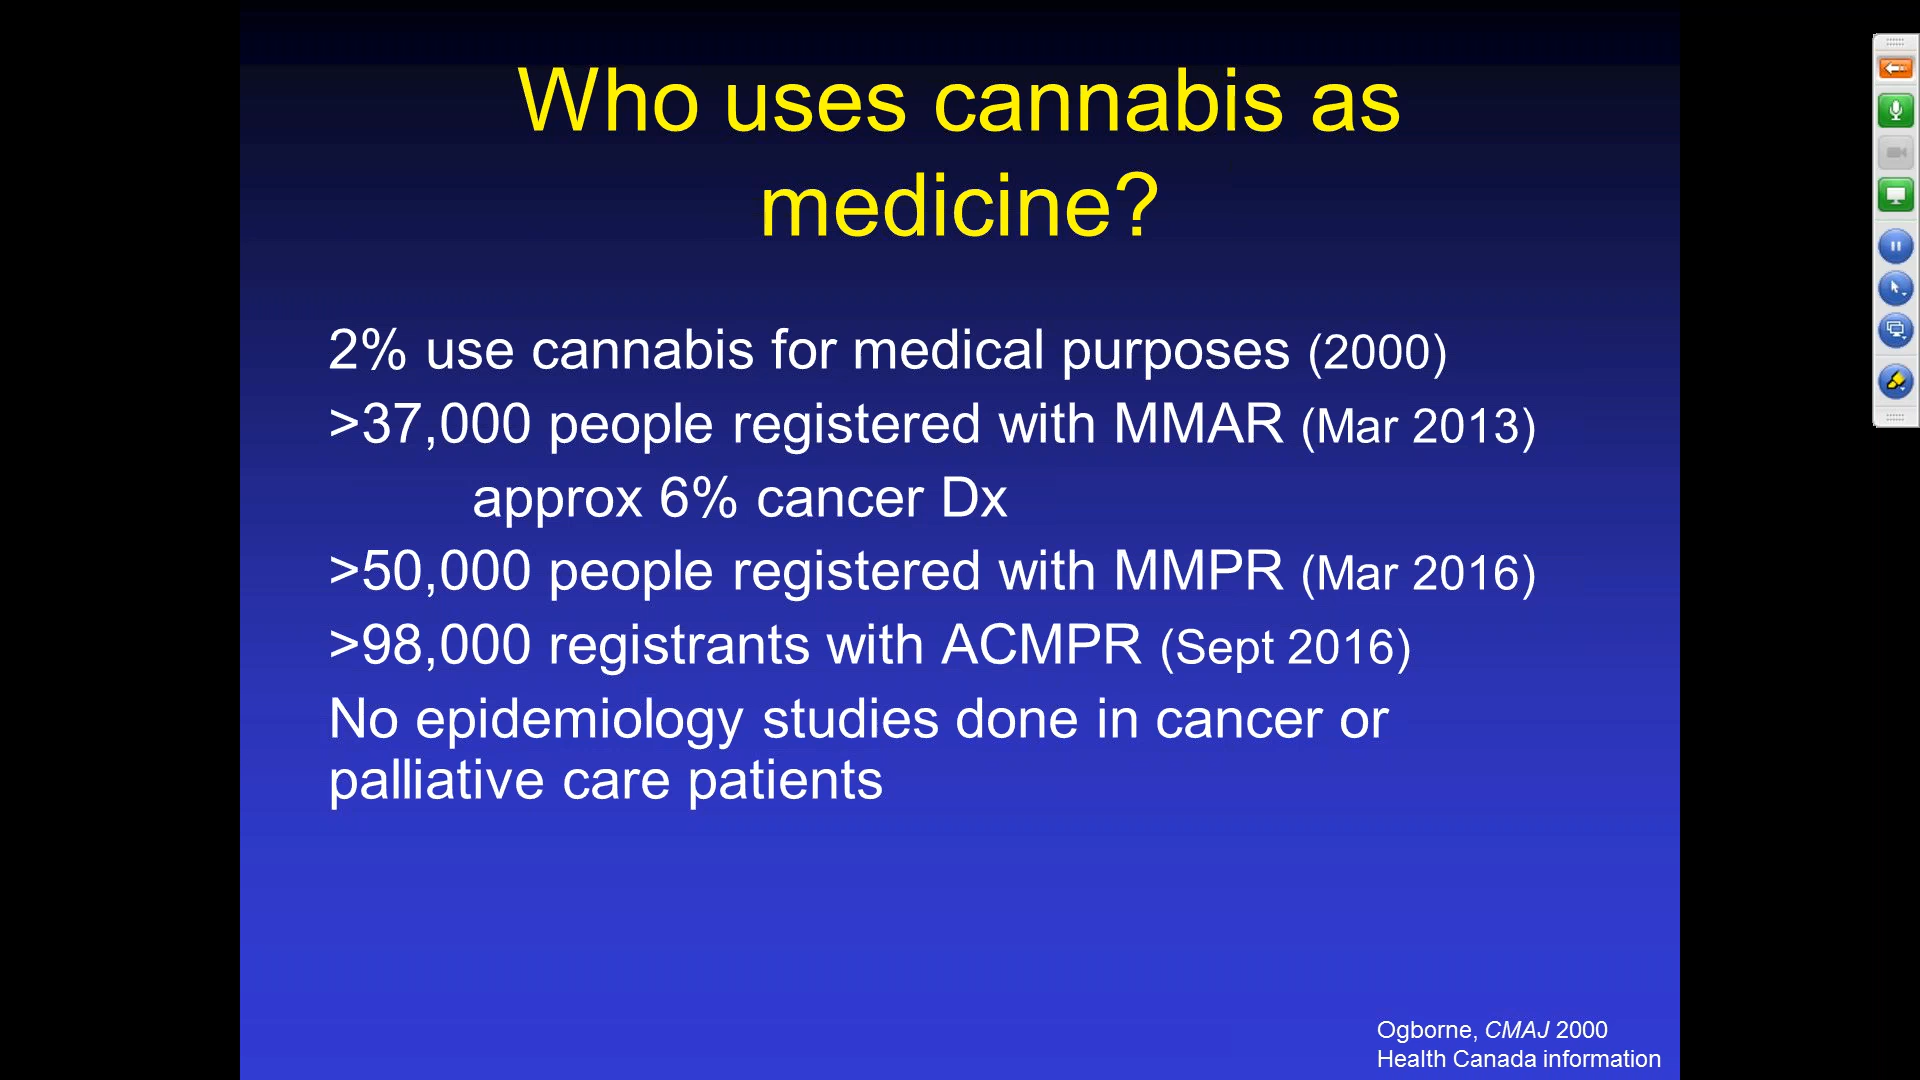 Who uses cannabis as
medicine?
2% use cannabis for medical purposes (2000)
>37,000 people registered with MMAR (Mar 2013)
approx 6% cancer Dx
>50,000 people registered with MMPR (Mar 2016)
>98,000 registrants with ACMPR (Sept 2016)
No epidemiology studies done in cancer or
palliative care patients
Ogborne, CMAJ 2000
Health Canada information